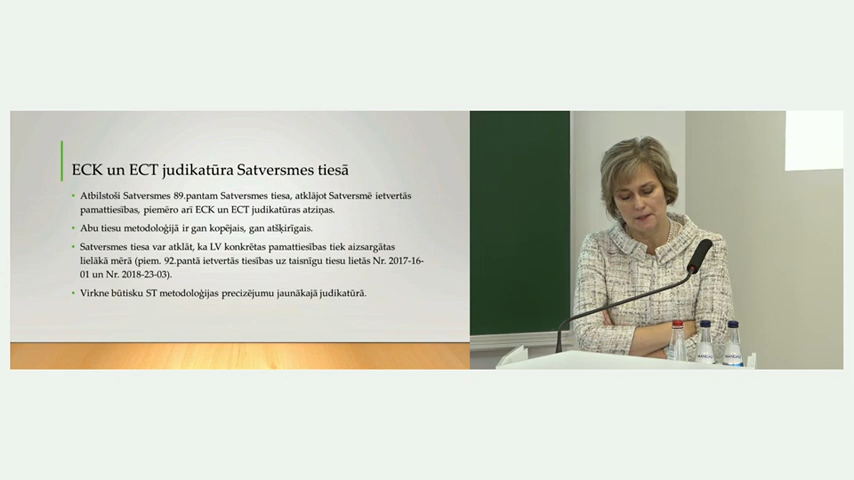 ECK un ECT judikatūra Satversmes tiesā
Atbilstoši Satversmes 89.pantam Satversmes tiesa, atklājot Satversmē ietvertās
pamattiesības, piemēro arī ECK un ECT judikatūras atziņas.
Abu tiesu metodoloģijā ir gan kopējais, gan atšķirīgais.
Satversmes tiesa var atklāt, ka LV konkrētas pamattiesības tiek aizsargātas
lielākā mērā (piem. 92.pantā ietvertās tiesības uz taisnīgu tiesu lietās Nr. 2017-16-
01 un Nr. 2018-23-03).
Virkne būtisku ST metodoloģijas precizējumu jaunākajā judikatūrā.